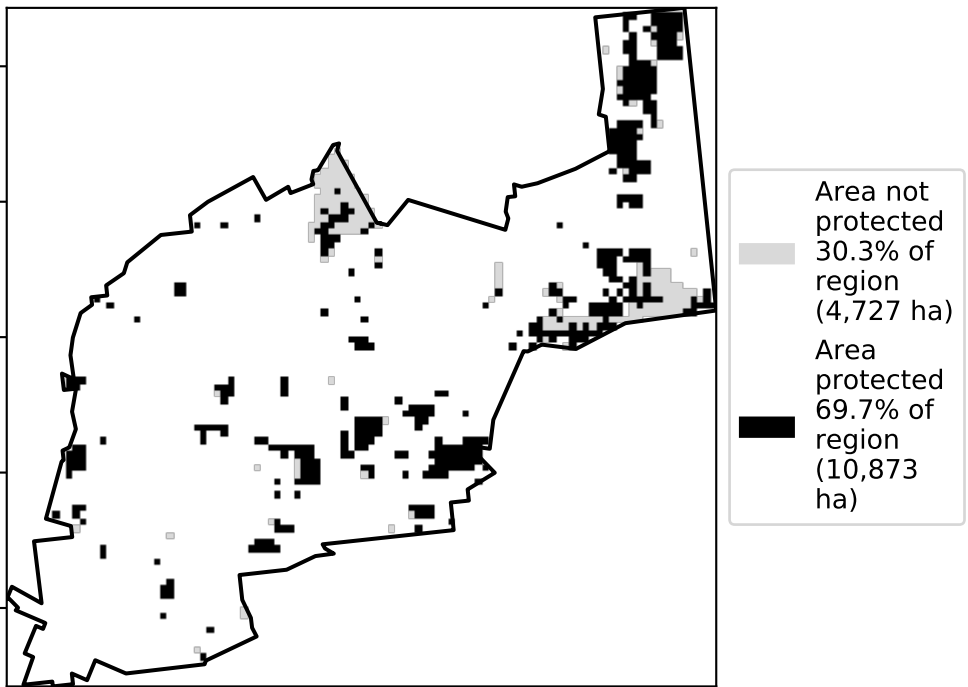 Area not
protected
30.3% of
region
(4,727 ha)
Area
protected
69.7% of
region
(10,873
ha)